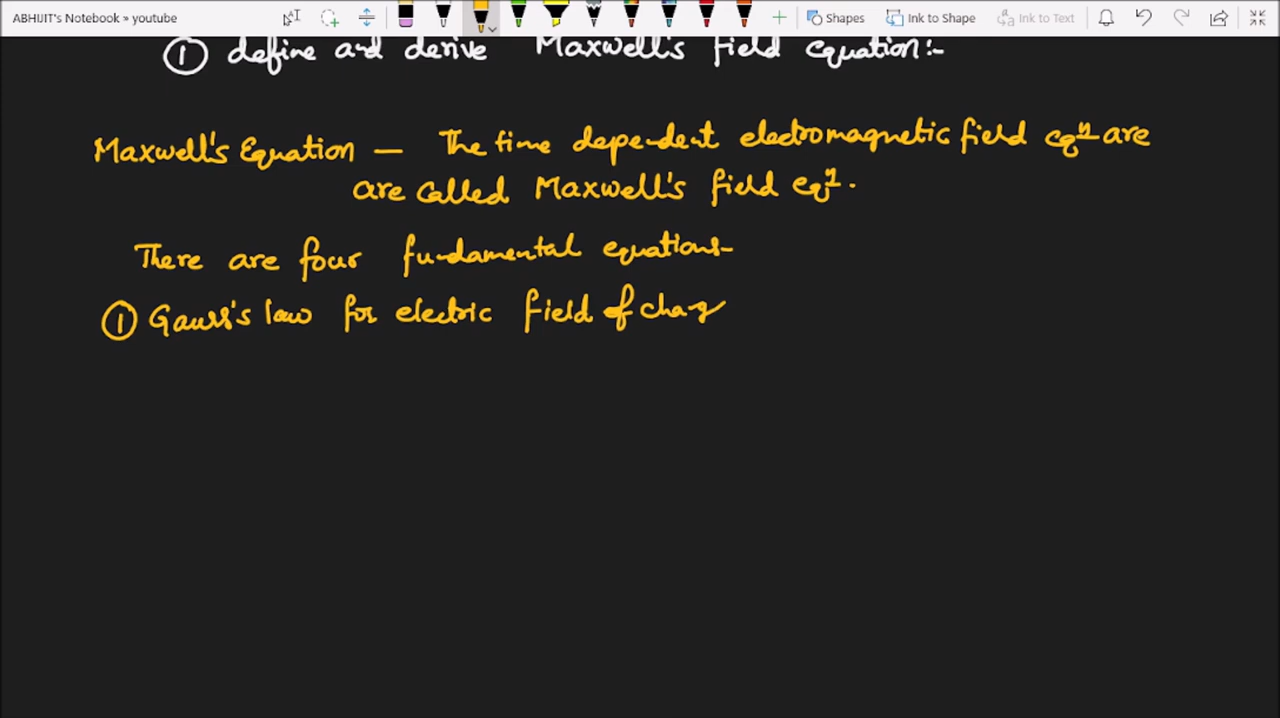 ABHIJIT's Notebook » youtube
Shapes
Ink to Shape
Ink to Text
① define and derive Maxwell's field equation:-
Maxwell's Equation — The time dependent electromagnetic field eqⁿ are
are called Maxwell's field eqⁿ.
There are four fundamental equations-
① Gauss's law for electric field of charg